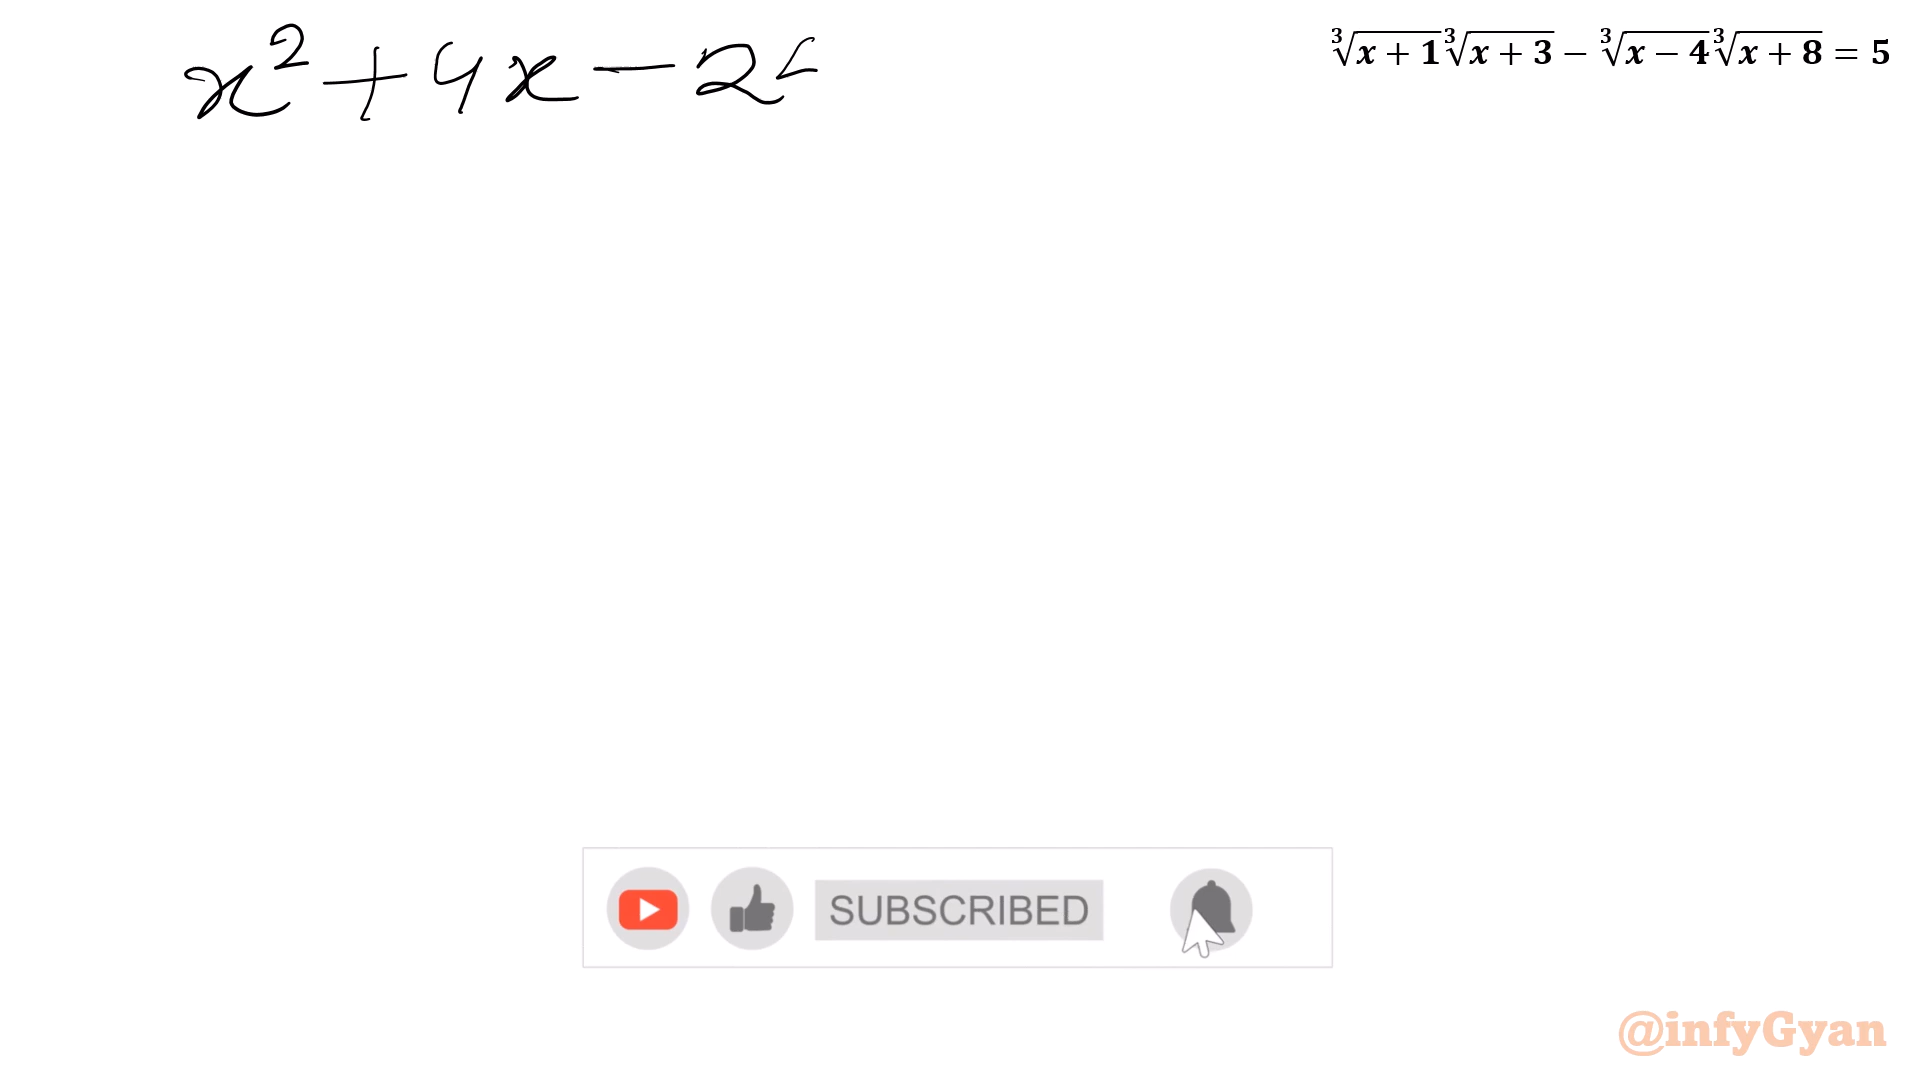 x² + 4x − 2
∛(x + 1) ∛(x + 3) − ∛(x − 4) ∛(x + 8) = 5
SUBSCRIBED
@infyGyan